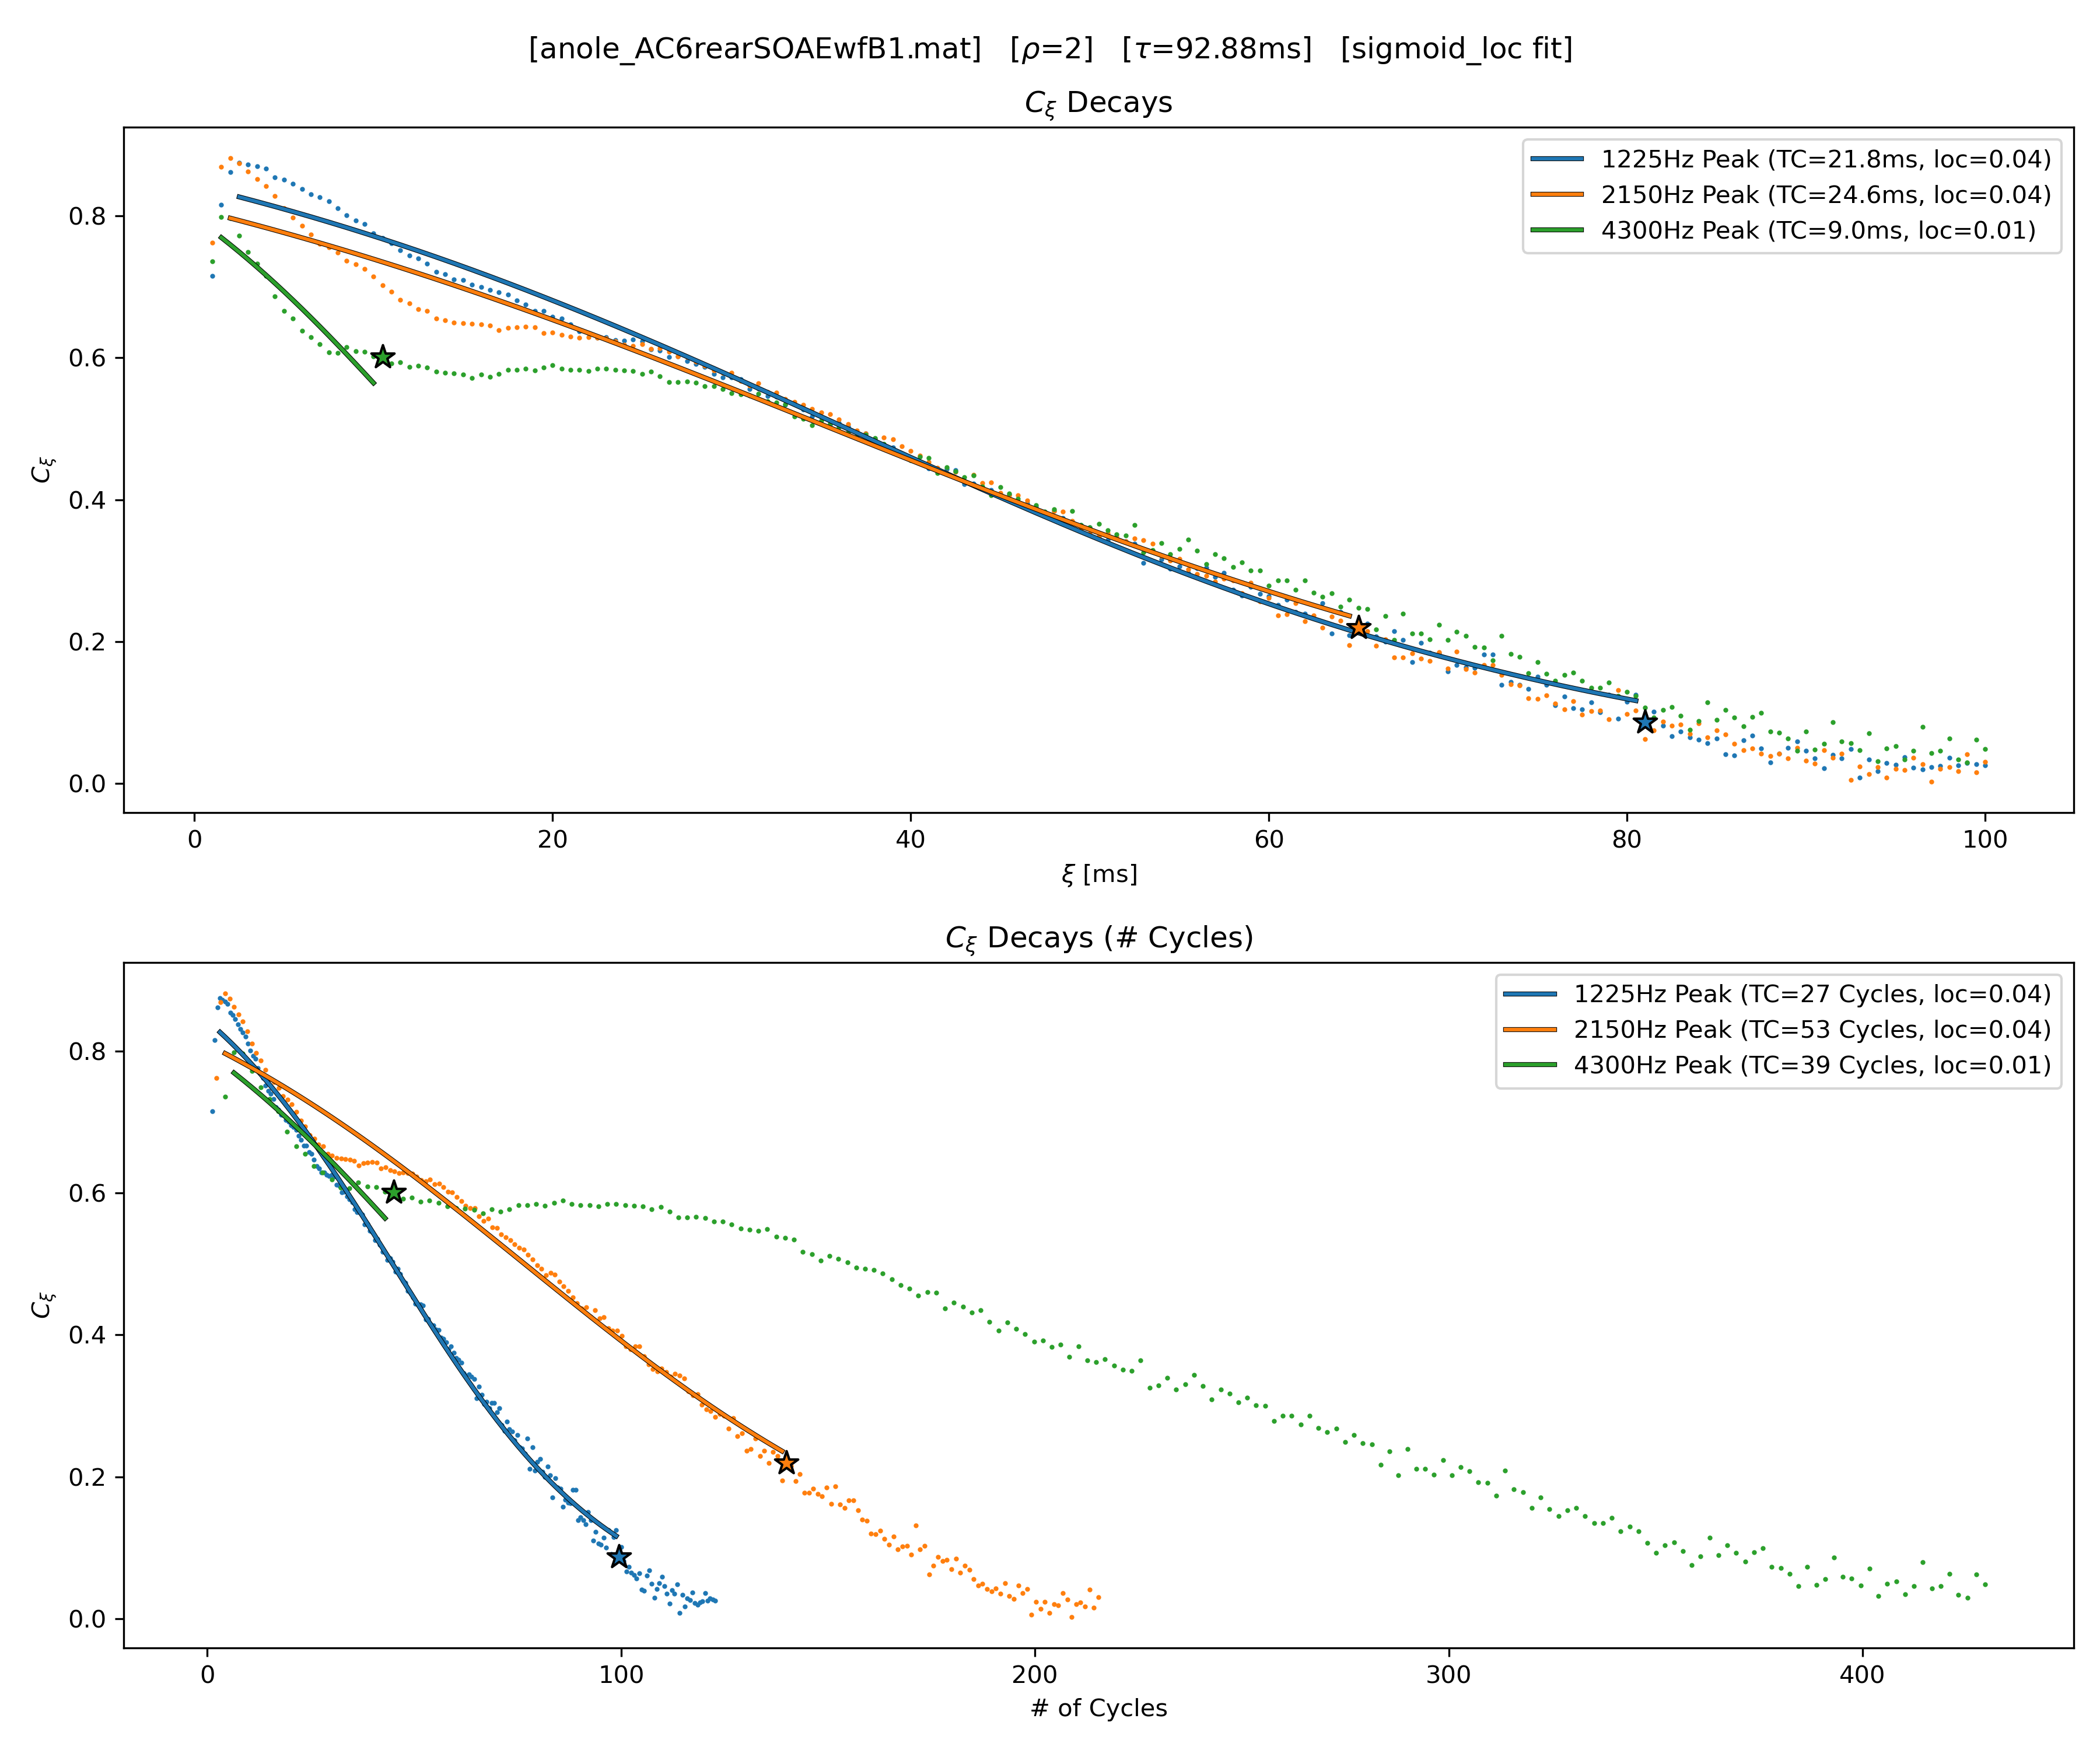 [anole_AC6rearSOAEwfB1.mat] [ρ=2] [τ=92.88ms] [sigmoid_loc fit]
C_ξ Decays
1225Hz Peak (TC=21.8ms, loc=0.04)
2150Hz Peak (TC=24.6ms, loc=0.04)
4300Hz Peak (TC=9.0ms, loc=0.01)
C_ξ
0.8
0.6
0.4
0.2
0.0
0 20 40 60 80 100
ξ [ms]
C_ξ Decays (# Cycles)
1225Hz Peak (TC=27 Cycles, loc=0.04)
2150Hz Peak (TC=53 Cycles, loc=0.04)
4300Hz Peak (TC=39 Cycles, loc=0.01)
C_ξ
0.8
0.6
0.4
0.2
0.0
0 100 200 300 400
# of Cycles